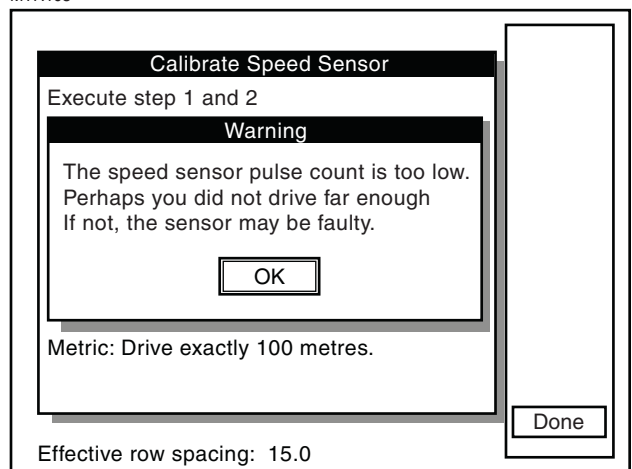 Calibrate Speed Sensor
Execute step 1 and 2
Warning
The speed sensor pulse count is too low.
Perhaps you did not drive far enough
If not, the sensor may be faulty.
OK
Metric: Drive exactly 100 metres.
Done
Effective row spacing: 15.0